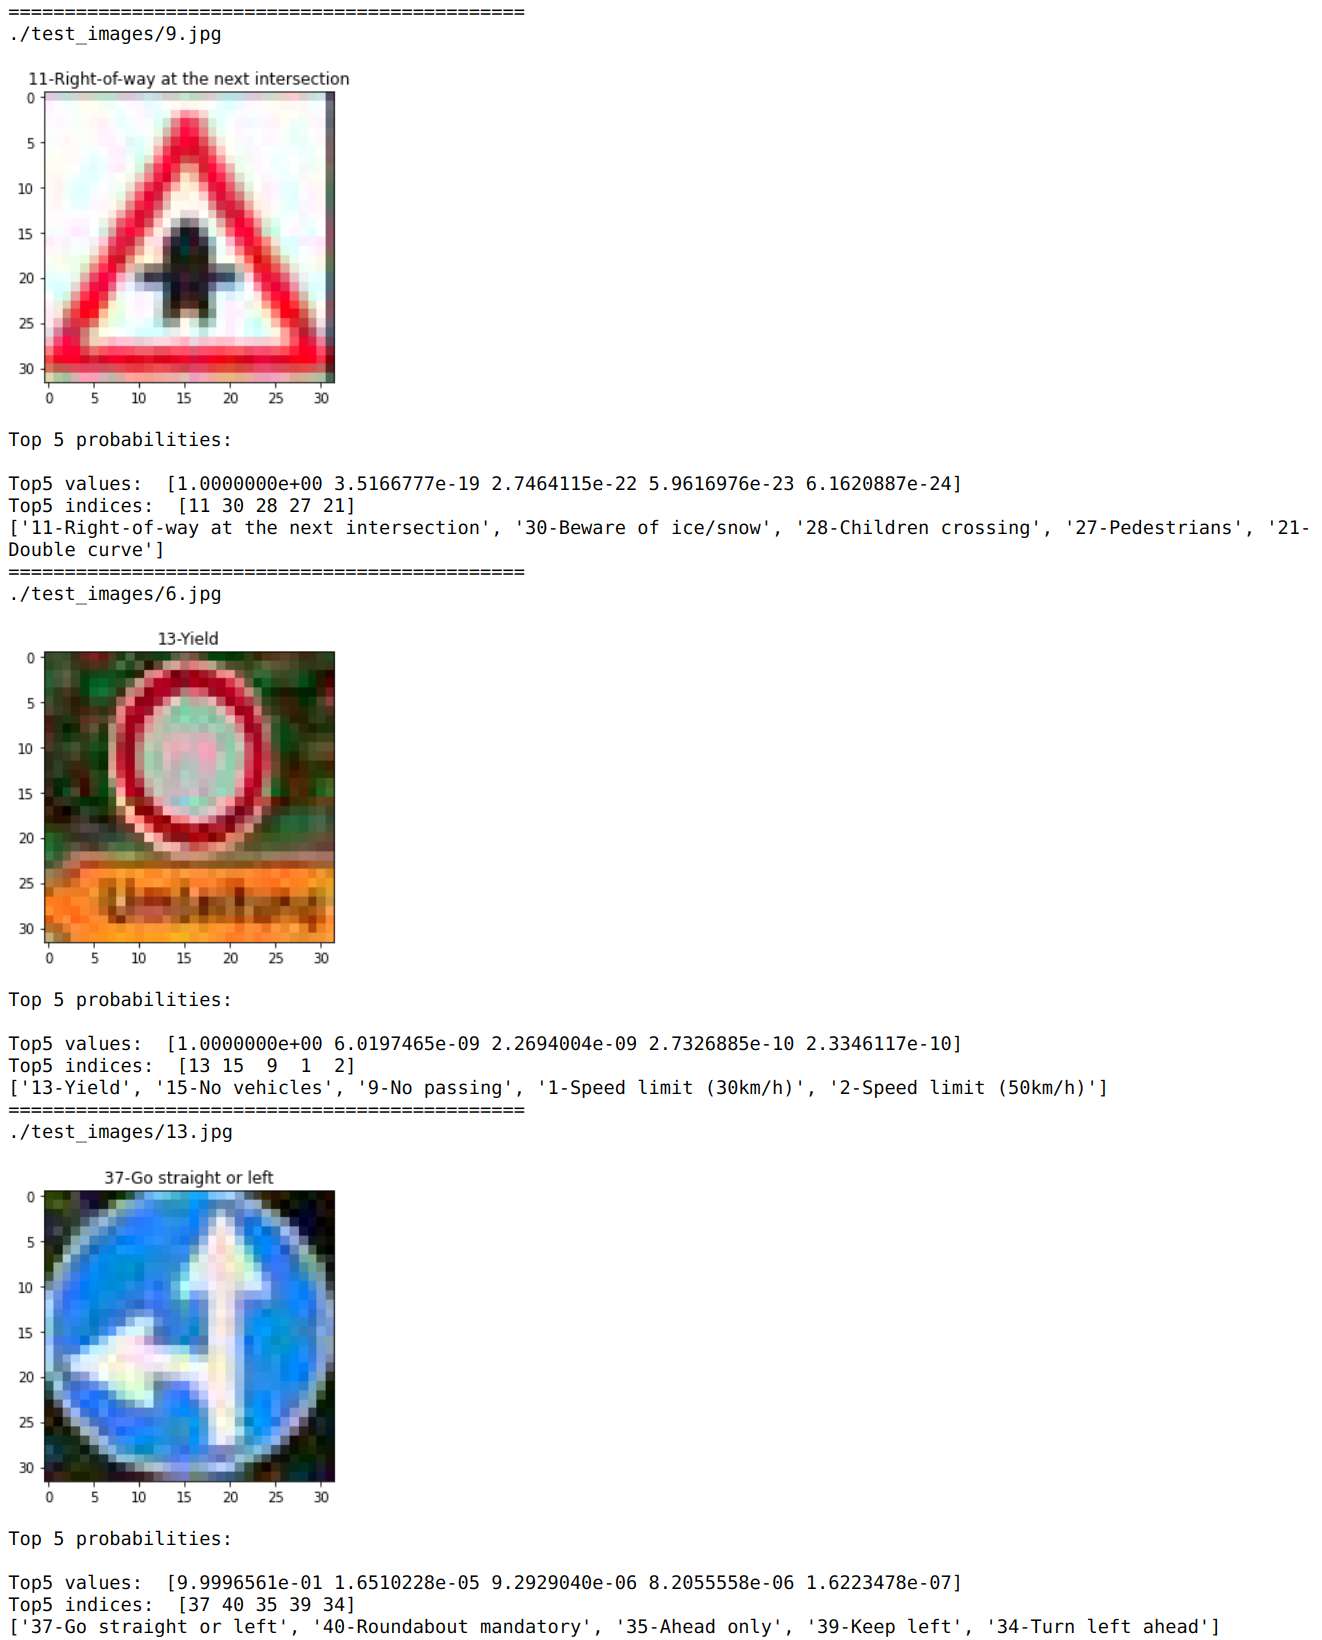 ==============================================
./test_images/9.jpg
11-Right-of-way at the next intersection
0
5
10
15
20
25
30
0 5 10 15 20 25 30
Top 5 probabilities:
Top5 values:  [1.0000000e+00 3.5166777e-19 2.7464115e-22 5.9616976e-23 6.1620887e-24]
Top5 indices:  [11 30 28 27 21]
['11-Right-of-way at the next intersection', '30-Beware of ice/snow', '28-Children crossing', '27-Pedestrians', '21-
Double curve']
==============================================
./test_images/6.jpg
13-Yield
0
5
10
15
20
25
30
0 5 10 15 20 25 30
Top 5 probabilities:
Top5 values:  [1.0000000e+00 6.0197465e-09 2.2694004e-09 2.7326885e-10 2.3346117e-10]
Top5 indices:  [13 15  9  1  2]
['13-Yield', '15-No vehicles', '9-No passing', '1-Speed limit (30km/h)', '2-Speed limit (50km/h)']
==============================================
./test_images/13.jpg
37-Go straight or left
0
5
10
15
20
25
30
0 5 10 15 20 25 30
Top 5 probabilities:
Top5 values:  [9.9996561e-01 1.6510228e-05 9.2929040e-06 8.2055558e-06 1.6223478e-07]
Top5 indices:  [37 40 35 39 34]
['37-Go straight or left', '40-Roundabout mandatory', '35-Ahead only', '39-Keep left', '34-Turn left ahead']